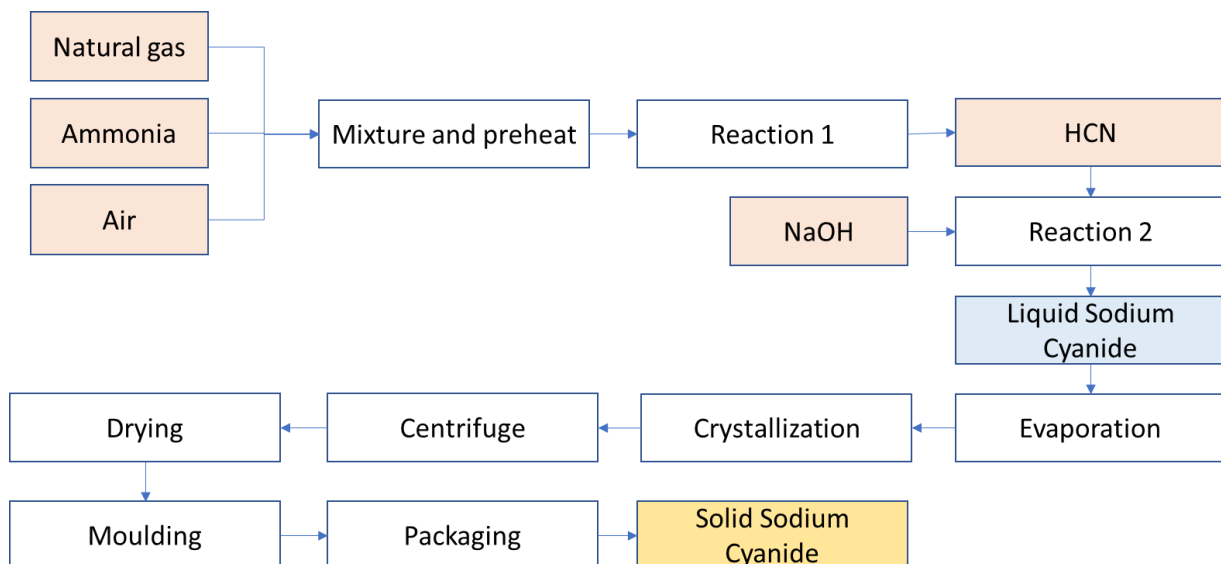 Natural gas
Ammonia
Air
Mixture and preheat
Reaction 1
HCN
NaOH
Reaction 2
Liquid Sodium
Cyanide
Evaporation
Crystallization
Centrifuge
Drying
Moulding
Packaging
Solid Sodium
Cyanide